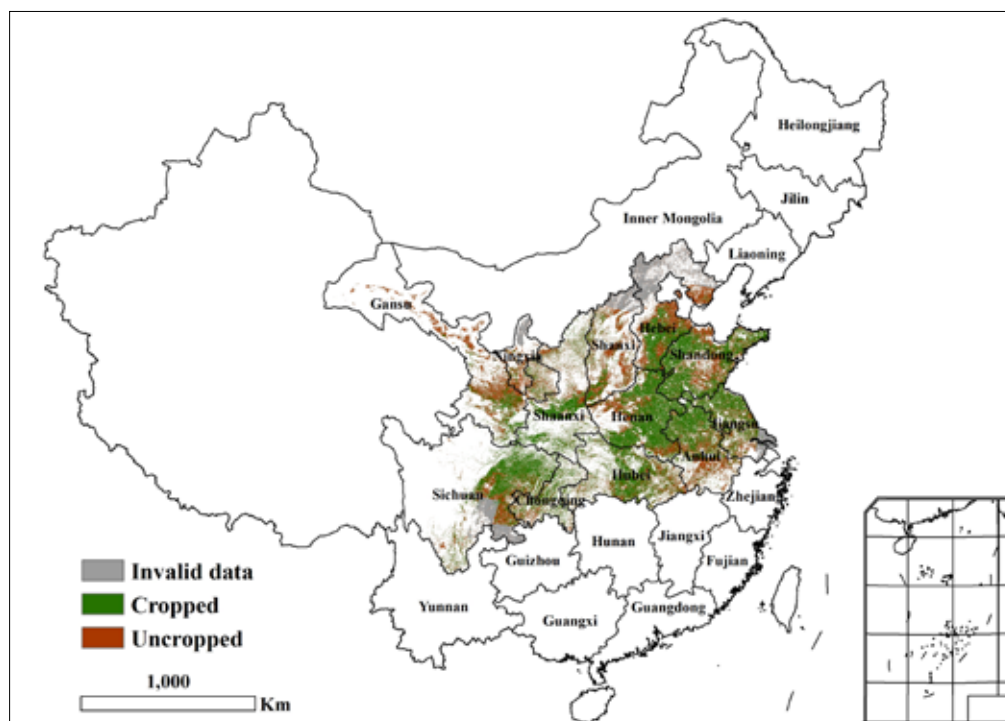 Heilongjiang
Jilin
Inner Mongolia
Liaoning
Gansu
Hebei
Ningxia
Shanxi
Shandong
Shaanxi
Henan
Jiangsu
Anhui
Hubei
Sichuan
Chongqing
Zhejiang
Hunan
Jiangxi
Guizhou
Fujian
Yunnan
Guangxi
Guangdong
Invalid data
Cropped
Uncropped
1,000
Km